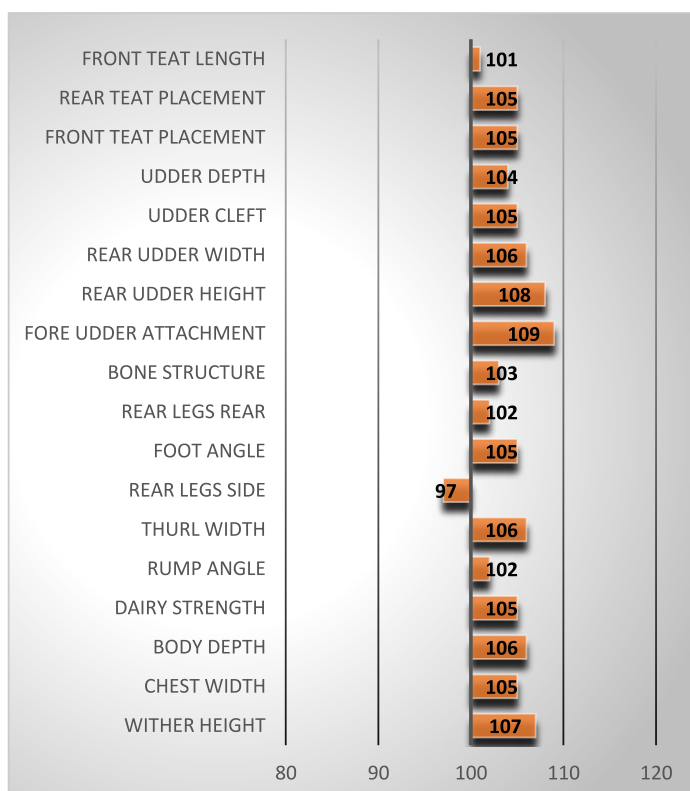 FRONT TEAT LENGTH 101
REAR TEAT PLACEMENT 105
FRONT TEAT PLACEMENT 105
UDDER DEPTH 104
UDDER CLEFT 105
REAR UDDER WIDTH 106
REAR UDDER HEIGHT 108
FORE UDDER ATTACHMENT 109
BONE STRUCTURE 103
REAR LEGS REAR 102
FOOT ANGLE 105
REAR LEGS SIDE 97
THURL WIDTH 106
RUMP ANGLE 102
DAIRY STRENGTH 105
BODY DEPTH 106
CHEST WIDTH 105
WITHER HEIGHT 107
80 90 100 110 120